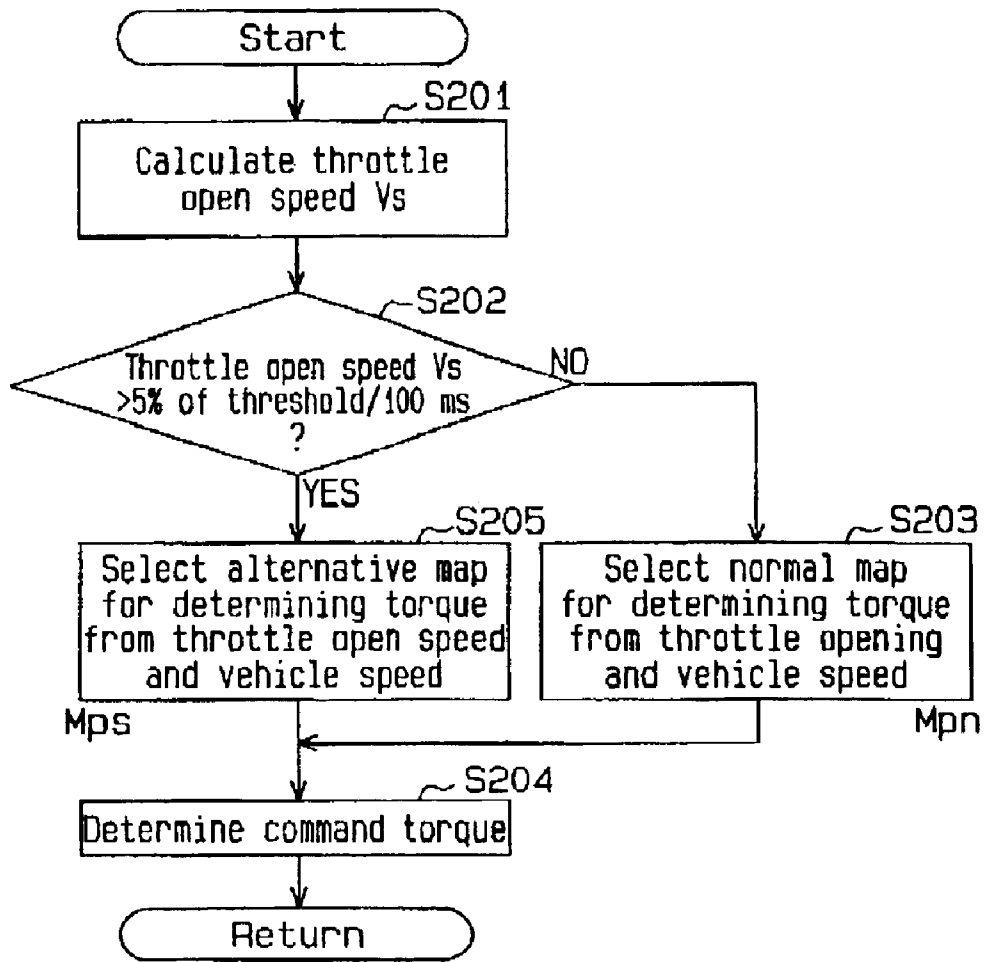 Start
S201
Calculate throttle
open speed Vs
S202
Throttle open speed Vs
>5% of threshold/100 ms
?
NO
YES
S205
Select alternative map
for determining torque
from throttle open speed
and vehicle speed
Mps
S203
Select normal map
for determining torque
from throttle opening
and vehicle speed
Mpn
S204
Determine command torque
Return